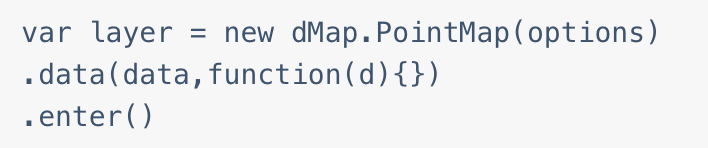 var layer = new dMap.PointMap(options)
.data(data,function(d){})
.enter()